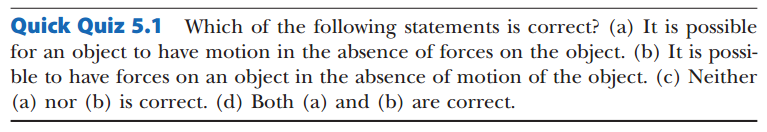 Quick Quiz 5.1 Which of the following statements is correct? (a) It is possible
for an object to have motion in the absence of forces on the object. (b) It is possi-
ble to have forces on an object in the absence of motion of the object. (c) Neither
(a) nor (b) is correct. (d) Both (a) and (b) are correct.